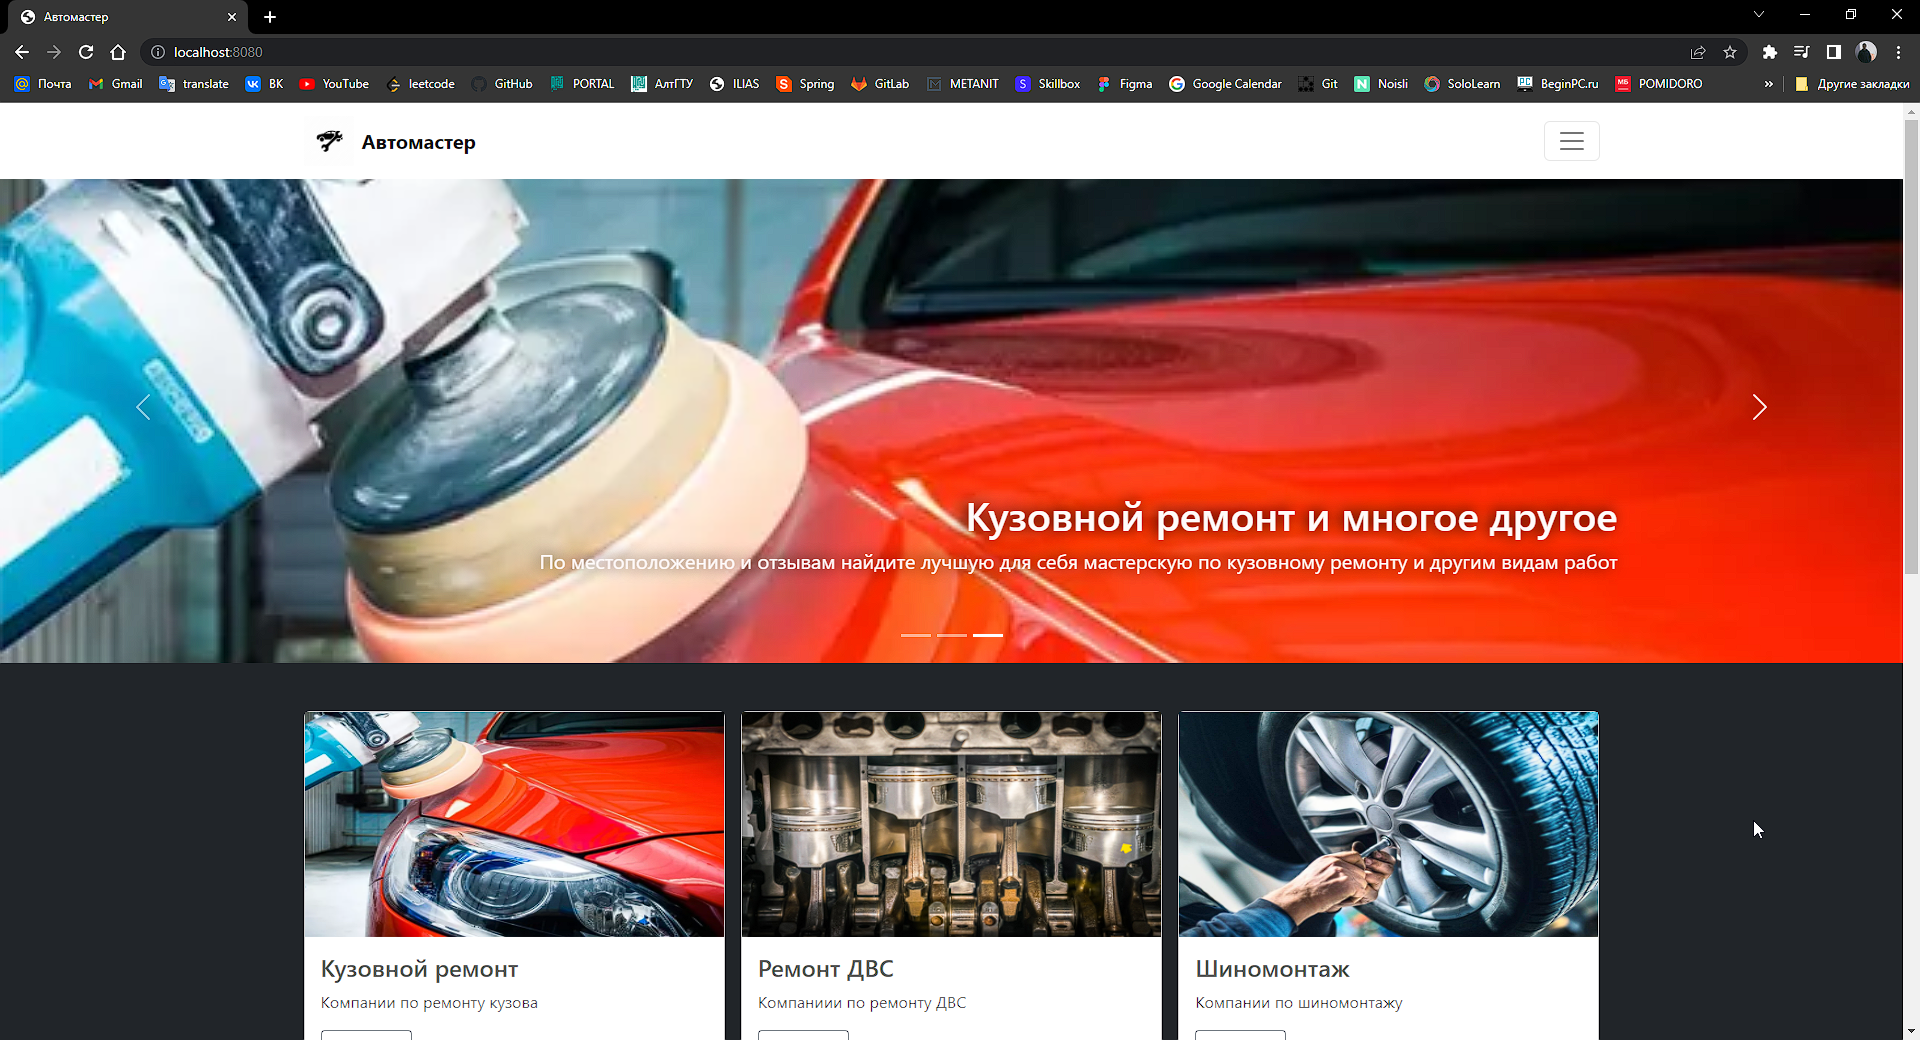 Автомастер
localhost:8080
Почта Gmail translate ВК YouTube leetcode GitHub PORTAL АлтГТУ ILIAS Spring GitLab METANIT Skillbox Figma Google Calendar Git Noisli SoloLearn BeginPC.ru POMIDORO » Другие закладки
Автомастер
Кузовной ремонт и многое другое
По местоположению и отзывам найдите лучшую для себя мастерскую по кузовному ремонту и другим видам работ
Кузовной ремонт
Компании по ремонту кузова
Ремонт ДВС
Компаниии по ремонту ДВС
Шиномонтаж
Компании по шиномонтажу